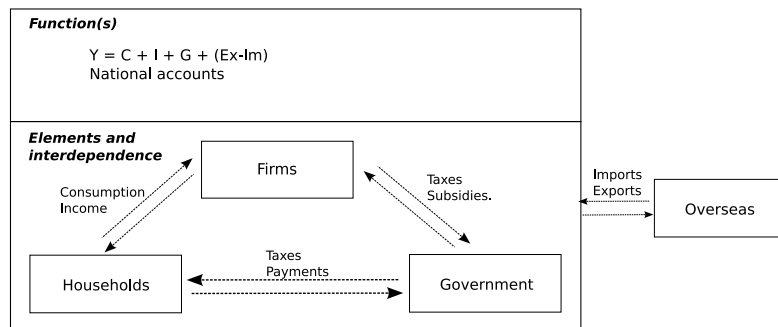 Function(s)
Y = C + I + G + (Ex-Im)
National accounts
Elements and
interdependence
Firms
Consumption
Income
Taxes
Subsidies.
Imports
Exports
Overseas
Taxes
Payments
Households
Government